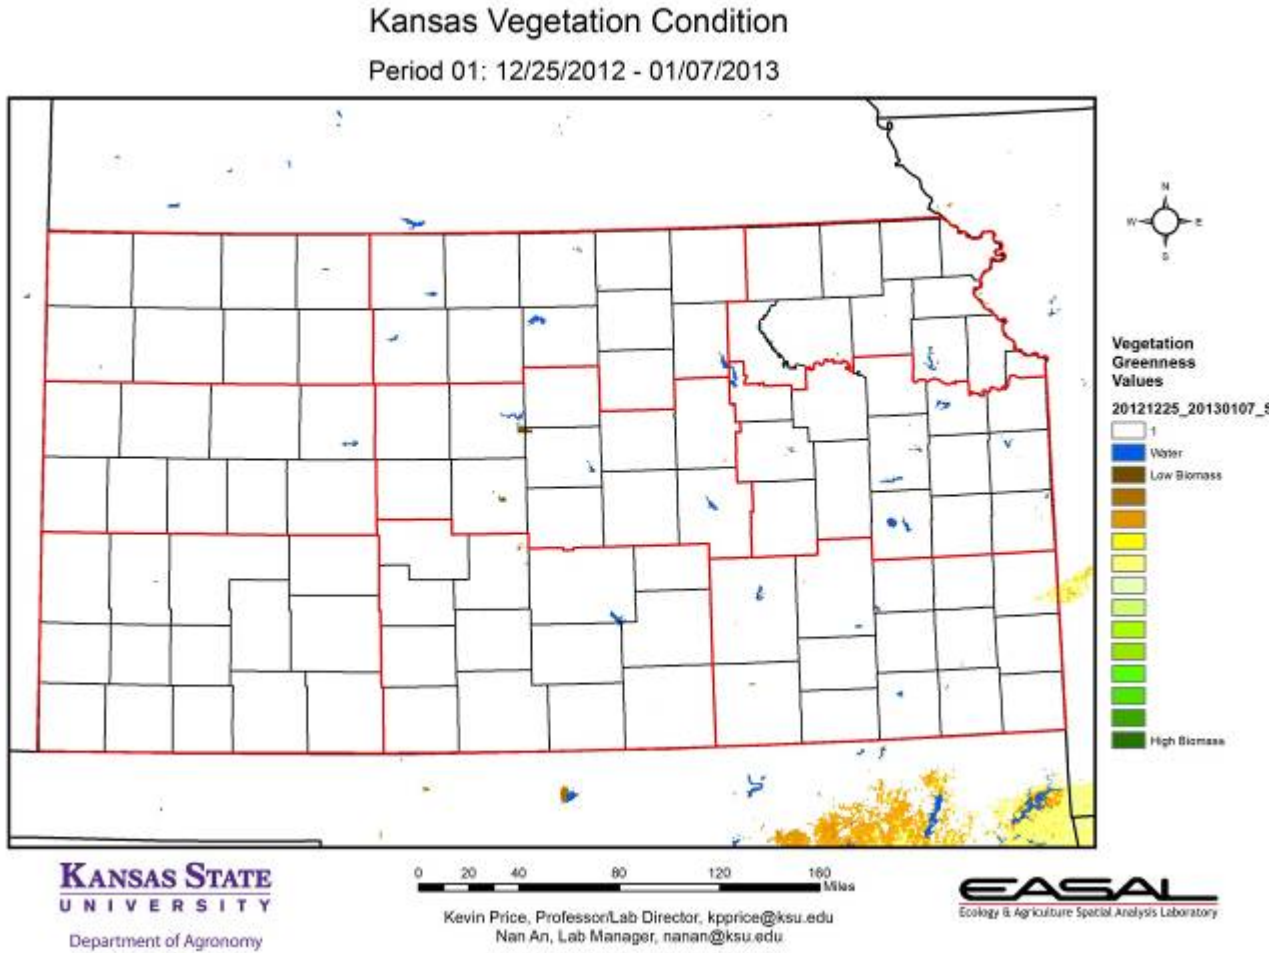 Kansas Vegetation Condition
Period 01: 12/25/2012 - 01/07/2013
N
W E
S
Vegetation
Greenness
Values
20121225_20130107_S
1
Water
Low Biomass
High Biomass
KANSAS STATE
UNIVERSITY
Department of Agronomy
0 20 40 80 120 160
Miles
Kevin Price, Professor/Lab Director, kpprice@ksu.edu
Nan An, Lab Manager, nanan@ksu.edu
EASAL
Ecology & Agriculture Spatial Analysis Laboratory